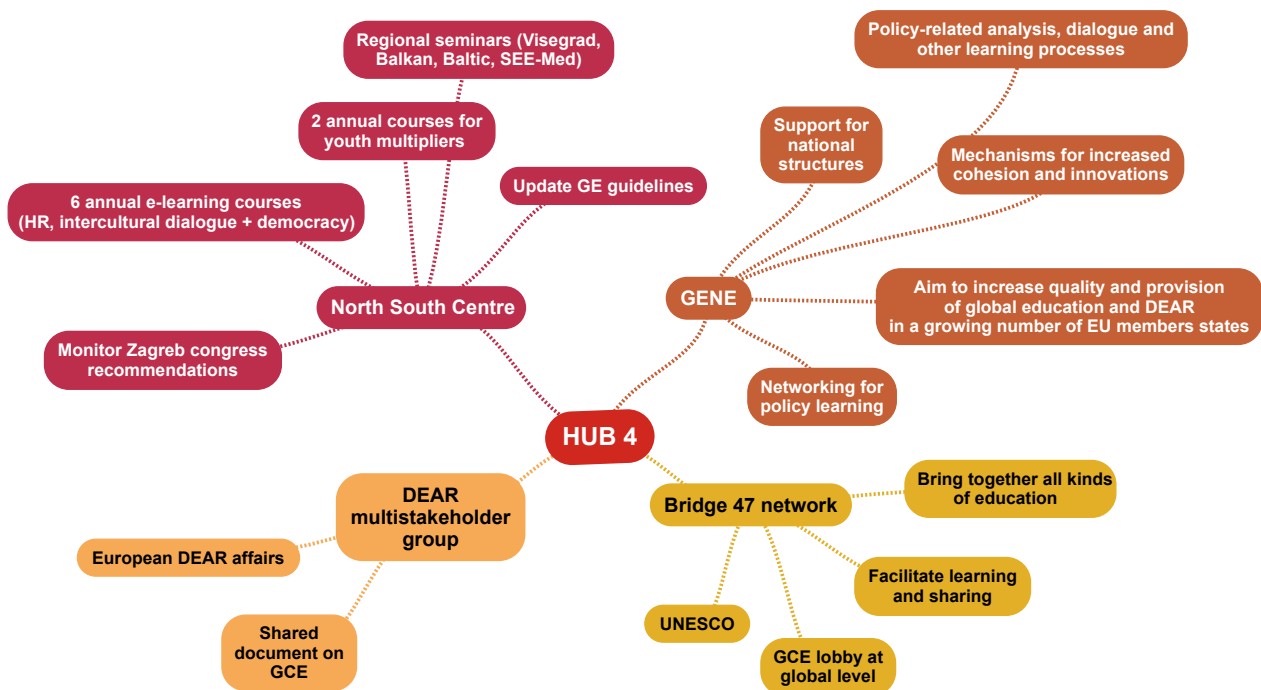 Regional seminars (Visegrad,
Balkan, Baltic, SEE-Med)
2 annual courses for
youth multipliers
6 annual e-learning courses
(HR, intercultural dialogue + democracy)
Update GE guidelines
North South Centre
Monitor Zagreb congress
recommendations
Policy-related analysis, dialogue and
other learning processes
Support for
national
structures
Mechanisms for increased
cohesion and innovations
GENE
Aim to increase quality and provision
of global education and DEAR
in a growing number of EU members states
Networking for
policy learning
HUB 4
DEAR
multistakeholder
group
European DEAR affairs
Shared
document on
GCE
Bridge 47 network
Bring together all kinds
of education
Facilitate learning
and sharing
UNESCO
GCE lobby at
global level